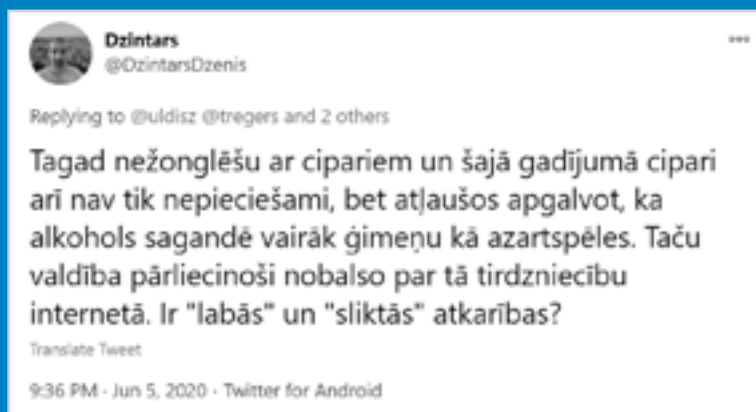 Dzintars
@DzintarsDzenis
Replying to @uldisz @tregers and 2 others
Tagad nežonglēšu ar cipariem un šajā gadījumā cipari
arī nav tik nepieciešami, bet atļaušos apgalvot, ka
alkohols sagandē vairāk ģimeņu kā azartspēles. Taču
valdība pārliecinoši nobalso par tā tirdzniecību
internetā. Ir "labās" un "sliktās" atkarības?
Translate Tweet
9:36 PM · Jun 5, 2020 · Twitter for Android